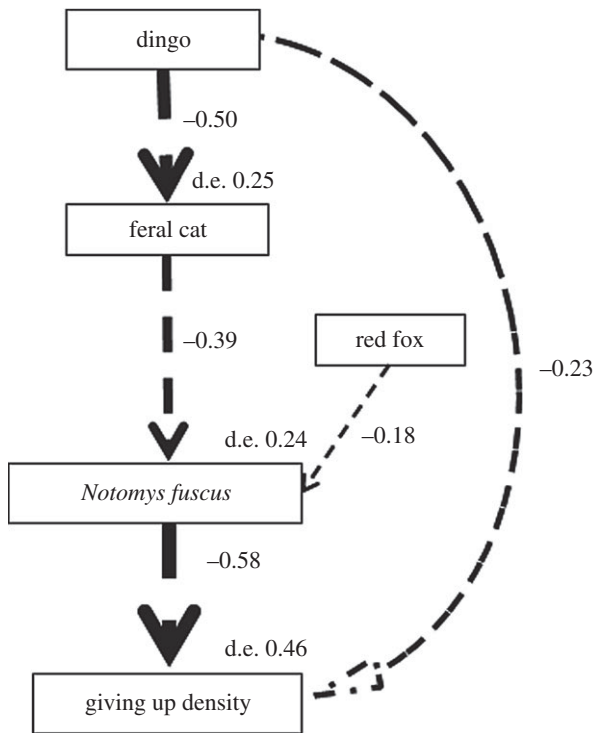 dingo
–0.50
d.e. 0.25
feral cat
–0.39
red fox
–0.23
d.e. 0.24
–0.18
Notomys fuscus
–0.58
d.e. 0.46
giving up density